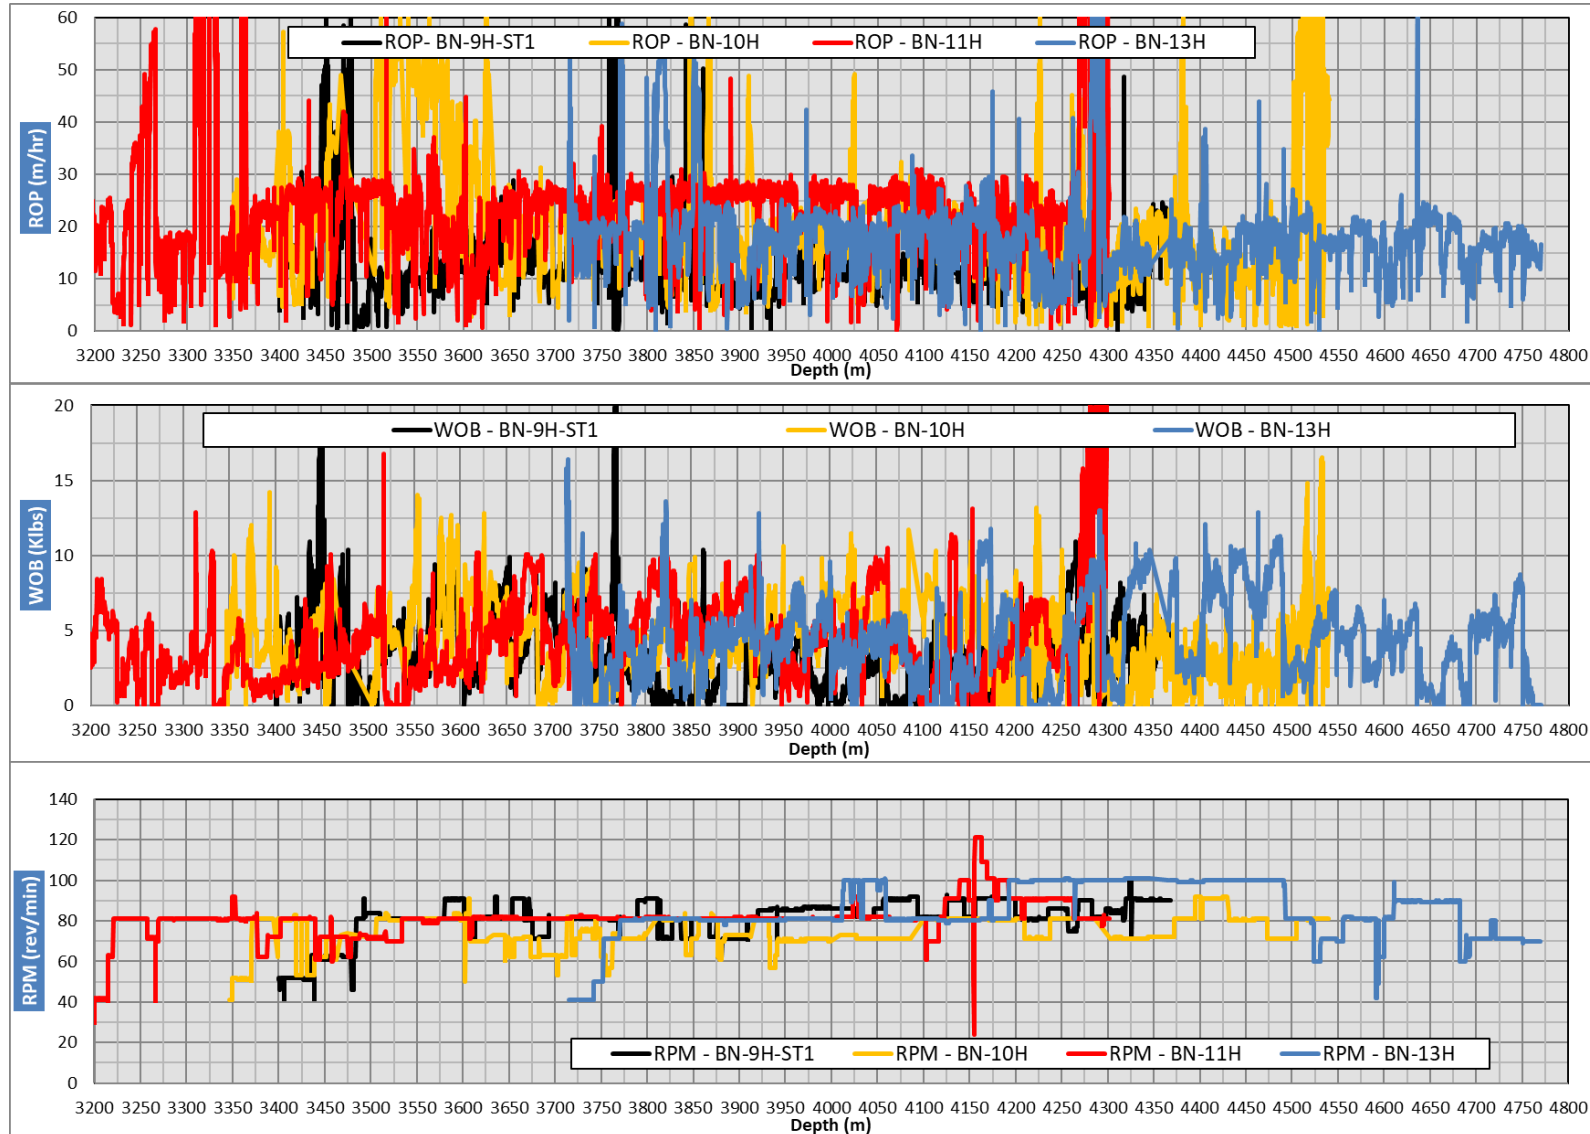 ROP- BN-9H-ST1 ROP - BN-10H ROP - BN-11H ROP - BN-13H
60
50
40
30
20
10
0
ROP (m/hr)
3200 3250 3300 3350 3400 3450 3500 3550 3600 3650 3700 3750 3800 3850 3900 3950 4000 4050 4100 4150 4200 4250 4300 4350 4400 4450 4500 4550 4600 4650 4700 4750 4800
Depth (m)
WOB - BN-9H-ST1 WOB - BN-10H WOB - BN-13H
20
15
10
5
0
WOB (Klbs)
3200 3250 3300 3350 3400 3450 3500 3550 3600 3650 3700 3750 3800 3850 3900 3950 4000 4050 4100 4150 4200 4250 4300 4350 4400 4450 4500 4550 4600 4650 4700 4750 4800
Depth (m)
140
120
100
80
60
40
20
0
RPM (rev/min)
RPM - BN-9H-ST1 RPM - BN-10H RPM - BN-11H RPM - BN-13H
3200 3250 3300 3350 3400 3450 3500 3550 3600 3650 3700 3750 3800 3850 3900 3950 4000 4050 4100 4150 4200 4250 4300 4350 4400 4450 4500 4550 4600 4650 4700 4750 4800
Depth (m)